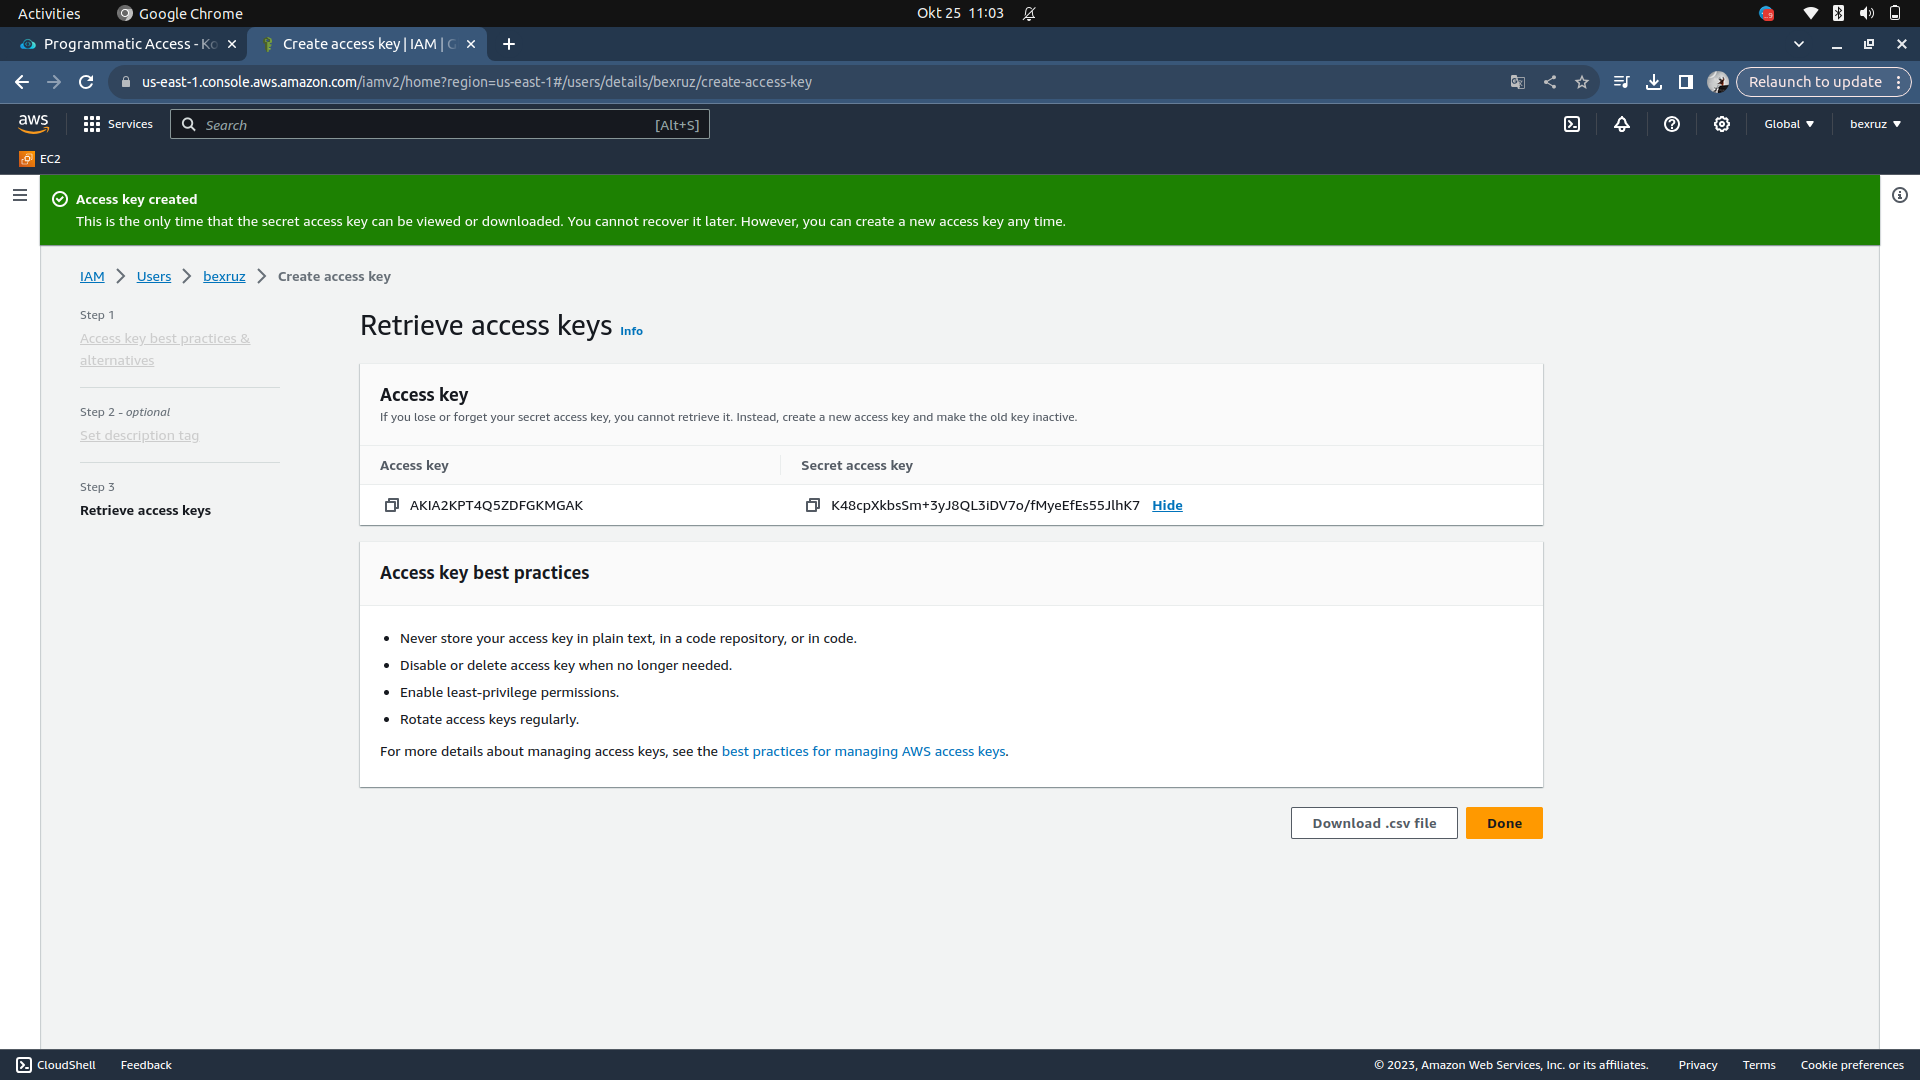 Activities
Google Chrome
Okt 25 11:03
Programmatic Access - Ko
Create access key | IAM | G
us-east-1.console.aws.amazon.com/iamv2/home?region=us-east-1#/users/details/bexruz/create-access-key
Relaunch to update
aws
Services
Search
[Alt+S]
Global
bexruz
EC2
Access key created
This is the only time that the secret access key can be viewed or downloaded. You cannot recover it later. However, you can create a new access key any time.
IAM
Users
bexruz
Create access key
Step 1
Access key best practices &
alternatives
Step 2 - optional
Set description tag
Step 3
Retrieve access keys
Retrieve access keys Info
Access key
If you lose or forget your secret access key, you cannot retrieve it. Instead, create a new access key and make the old key inactive.
Access key
Secret access key
AKIA2KPT4Q5ZDFGKMGAK
K48cpXkbsSm+3yJ8QL3iDV7o/fMyeEfEs55JlhK7 Hide
Access key best practices
Never store your access key in plain text, in a code repository, or in code.
Disable or delete access key when no longer needed.
Enable least-privilege permissions.
Rotate access keys regularly.
For more details about managing access keys, see the best practices for managing AWS access keys.
Download .csv file
Done
CloudShell
Feedback
© 2023, Amazon Web Services, Inc. or its affiliates.
Privacy
Terms
Cookie preferences